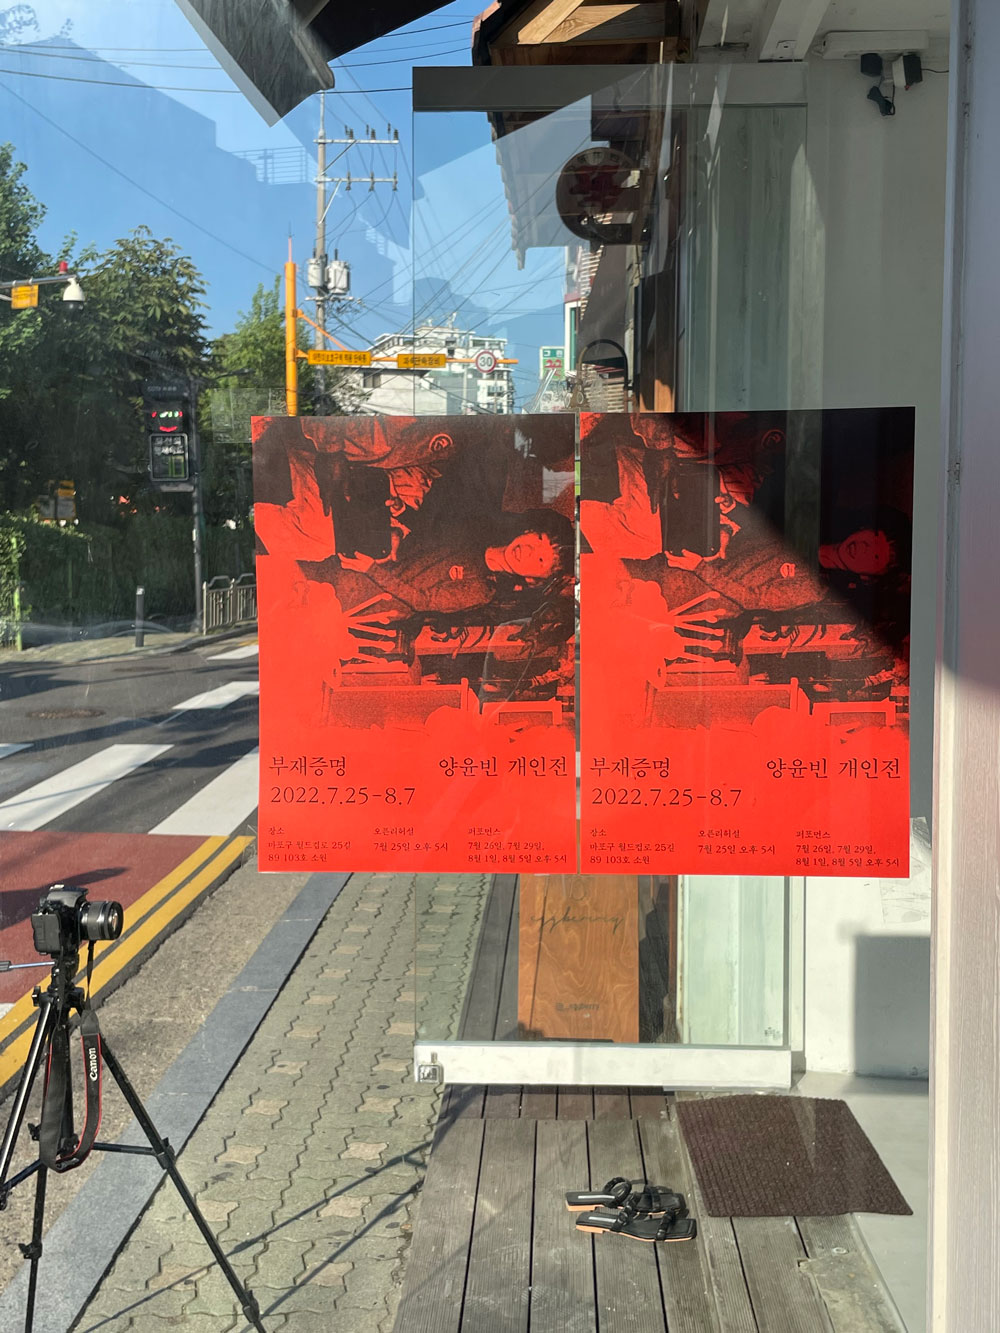 30
부재증명
양윤빈 개인전
2022.7.25-8.7
장소
마포구 월드컵로 25길
89 103호 소원
오픈리허설
7월 25일 오후 5시
퍼포먼스
7월 26일, 7월 29일,
8월 1일, 8월 5일 오후 5시
부재증명
양윤빈 개인전
2022.7.25-8.7
장소
마포구 월드컵로 25길
89 103호 소원
오픈리허설
7월 25일 오후 5시
퍼포먼스
7월 26일, 7월 29일,
8월 1일, 8월 5일 오후 5시
Canon